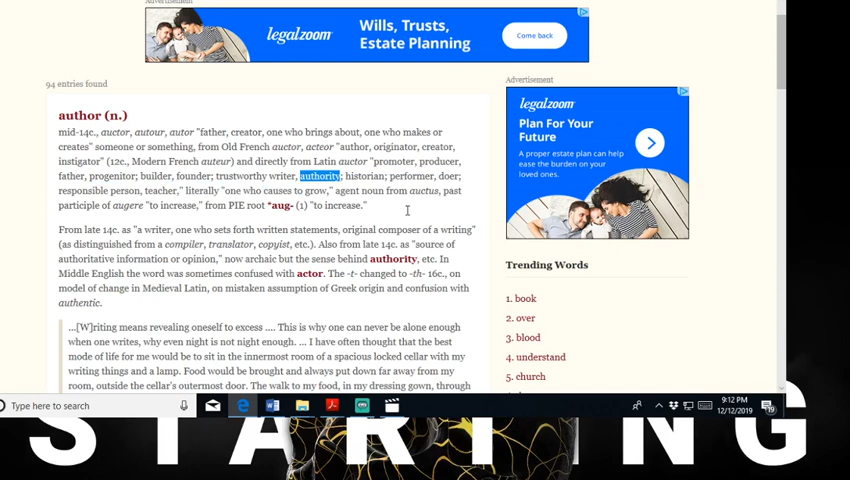 Advertisement
legalzoom
Wills, Trusts,
Estate Planning
Come back
94 entries found
author (n.)
mid-14c., auctor, autour, autor "father, creator, one who brings about, one who makes or
creates" someone or something, from Old French auctor, acteor "author, originator, creator,
instigator" (12c., Modern French auteur) and directly from Latin auctor "promoter, producer,
father, progenitor; builder, founder; trustworthy writer, authority; historian; performer, doer;
responsible person, teacher," literally "one who causes to grow," agent noun from auctus, past
participle of augere "to increase," from PIE root *aug- (1) "to increase."
From late 14c. as "a writer, one who sets forth written statements, original composer of a writing"
(as distinguished from a compiler, translator, copyist, etc.). Also from late 14c. as "source of
authoritative information or opinion," now archaic but the sense behind authority, etc. In
Middle English the word was sometimes confused with actor. The -t- changed to -th- 16c., on
model of change in Medieval Latin, on mistaken assumption of Greek origin and confusion with
authentic.
...[W]riting means revealing oneself to excess .... This is why one can never be alone enough
when one writes, why even night is not night enough. ... I have often thought that the best
mode of life for me would be to sit in the innermost room of a spacious locked cellar with my
writing things and a lamp. Food would be brought and always put down far away from my
room, outside the cellar's outermost door. The walk to my food, in my dressing gown, through
Advertisement
legalzoom
Plan For Your
Future
A proper estate plan can help
ease the burden on your
loved ones.
Trending Words
1. book
2. over
3. blood
4. understand
5. church
Type here to search
9:12 PM
12/12/2019
19
STARTING